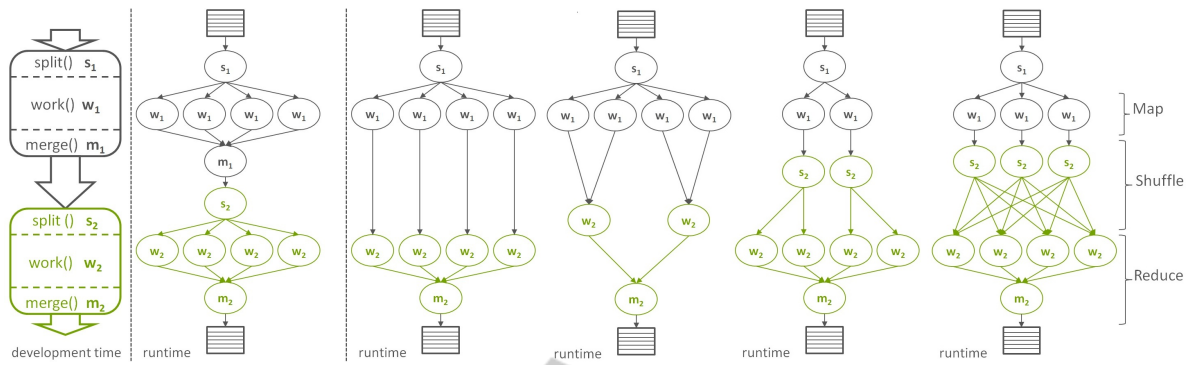 split() s1
work() w1
merge() m1
split () s2
work() w2
merge() m2
development time
s1
w1 w1 w1 w1
m1
s2
w2 w2 w2 w2
m2
runtime
s1
w1 w1 w1 w1
w2 w2 w2 w2
m2
runtime
s1
w1 w1 w1 w1
w2 w2
m2
runtime
s1
w1 w1
s2 s2
w2 w2 w2 w2
m2
runtime
s1
w1 w1 w1
s2 s2 s2
w2 w2 w2 w2
m2
runtime
Map
Shuffle
Reduce